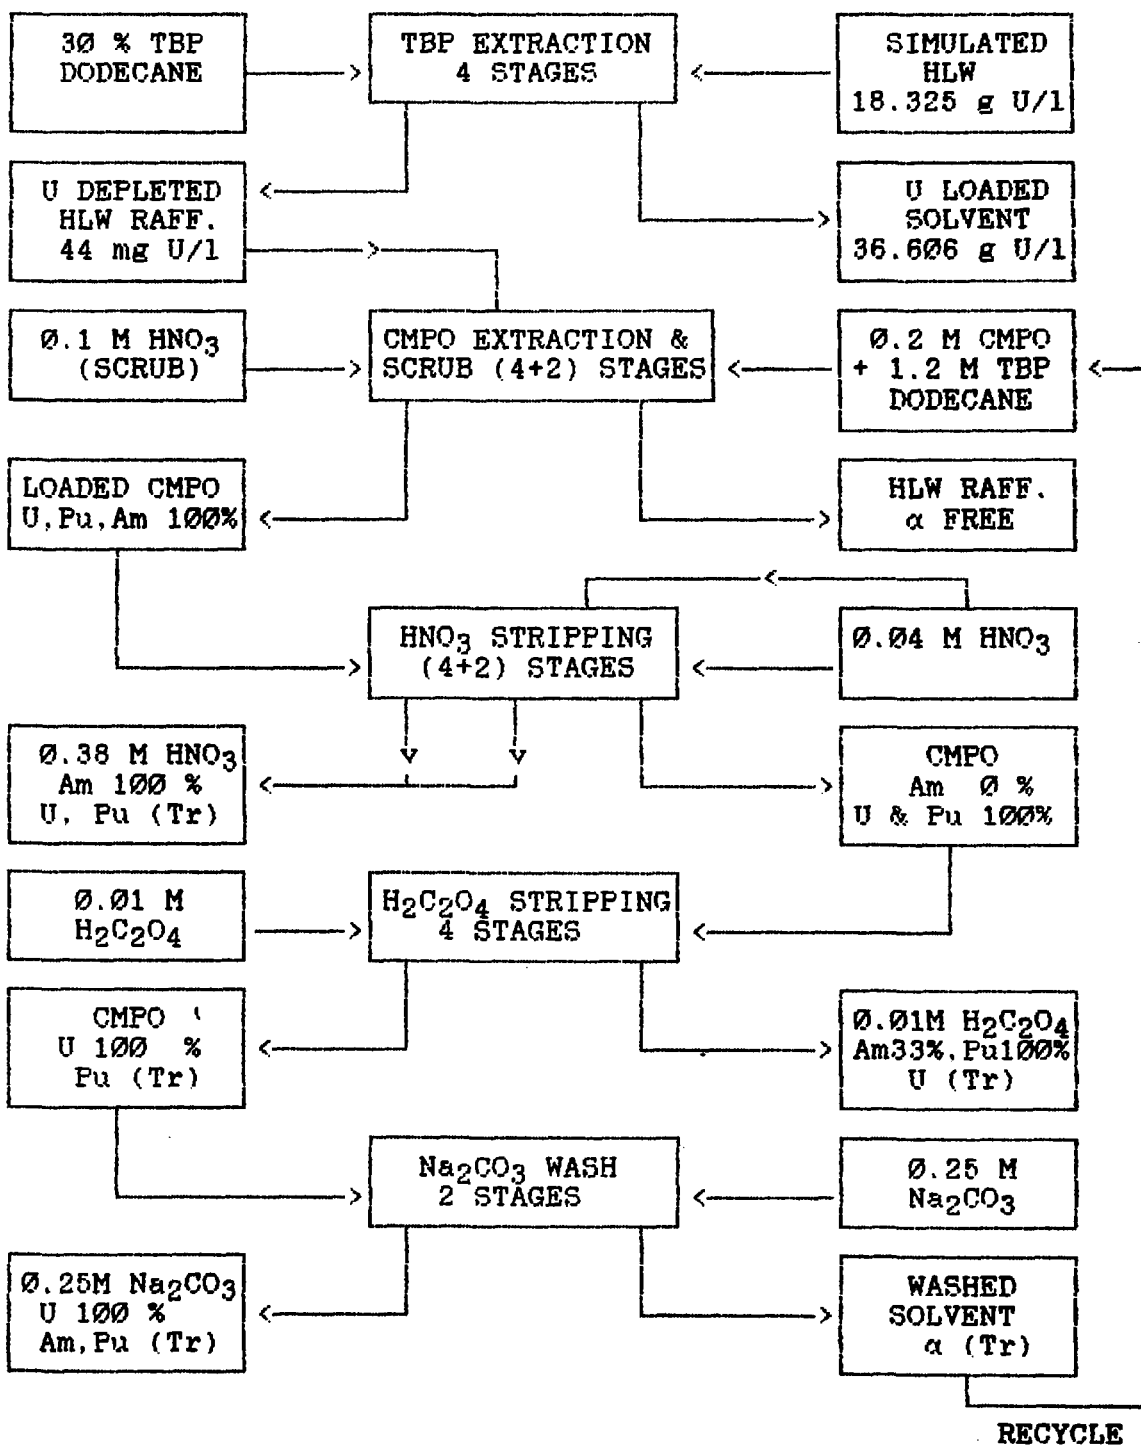 30 % TBP
DODECANE
TBP EXTRACTION
4 STAGES
SIMULATED
HLW
18.325 g U/l
U DEPLETED
HLW RAFF.
44 mg U/l
U LOADED
SOLVENT
36.606 g U/l
0.1 M HNO₃
(SCRUB)
CMPO EXTRACTION &
SCRUB (4+2) STAGES
0.2 M CMPO
+ 1.2 M TBP
DODECANE
LOADED CMPO
U,Pu,Am 100%
HLW RAFF.
α FREE
HNO₃ STRIPPING
(4+2) STAGES
0.04 M HNO₃
0.38 M HNO₃
Am 100 %
U, Pu (Tr)
CMPO
Am 0 %
U & Pu 100%
0.01 M
H₂C₂O₄
H₂C₂O₄ STRIPPING
4 STAGES
CMPO
U 100 %
Pu (Tr)
0.01M H₂C₂O₄
Am33%,Pu100%
U (Tr)
Na₂CO₃ WASH
2 STAGES
0.25 M
Na₂CO₃
0.25M Na₂CO₃
U 100 %
Am,Pu (Tr)
WASHED
SOLVENT
α (Tr)
RECYCLE